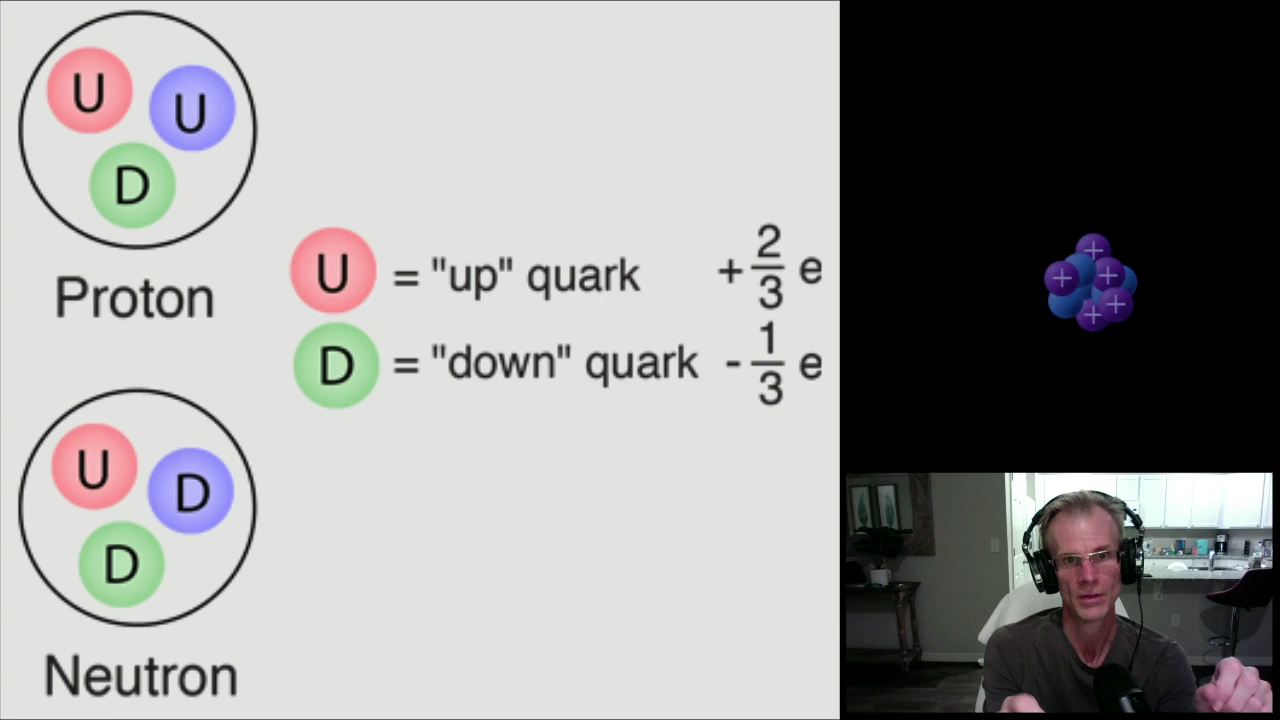 U U
D
Proton
U = "up" quark +2/3 e
D = "down" quark -1/3 e
U D
D
Neutron
+
+ +
+
+